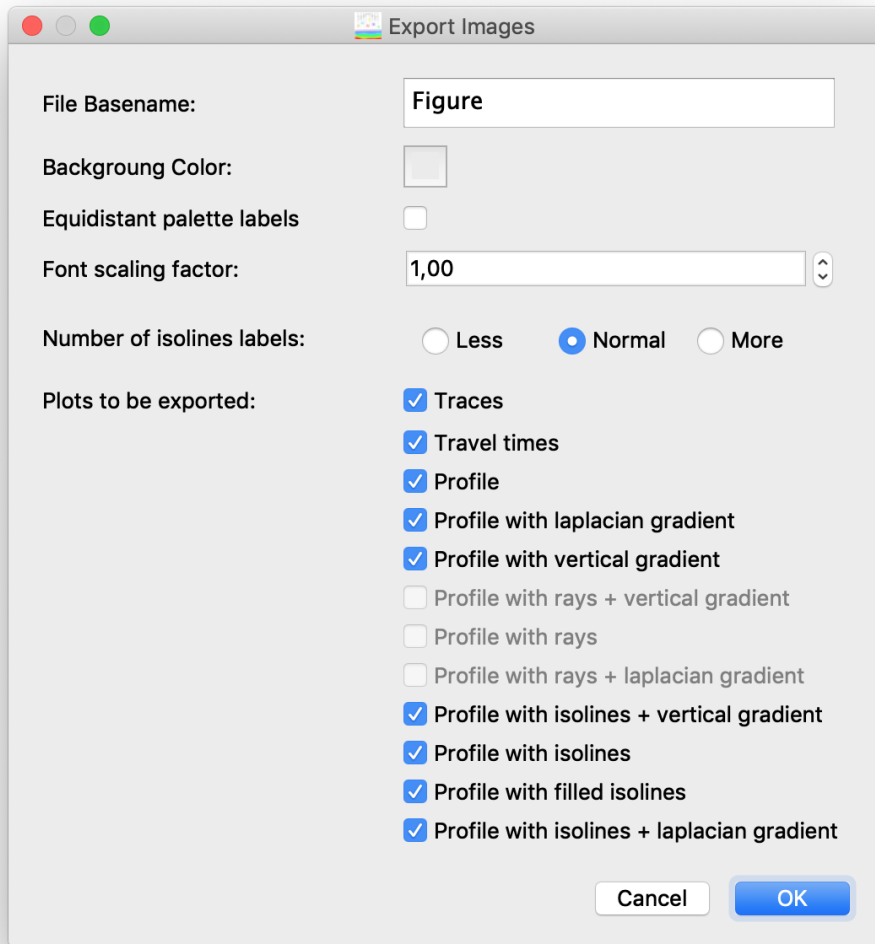 Export Images
File Basename: Figure
Backgroung Color:
Equidistant palette labels
Font scaling factor: 1,00
Number of isolines labels: Less Normal More
Plots to be exported: Traces
Travel times
Profile
Profile with laplacian gradient
Profile with vertical gradient
Profile with rays + vertical gradient
Profile with rays
Profile with rays + laplacian gradient
Profile with isolines + vertical gradient
Profile with isolines
Profile with filled isolines
Profile with isolines + laplacian gradient
Cancel OK